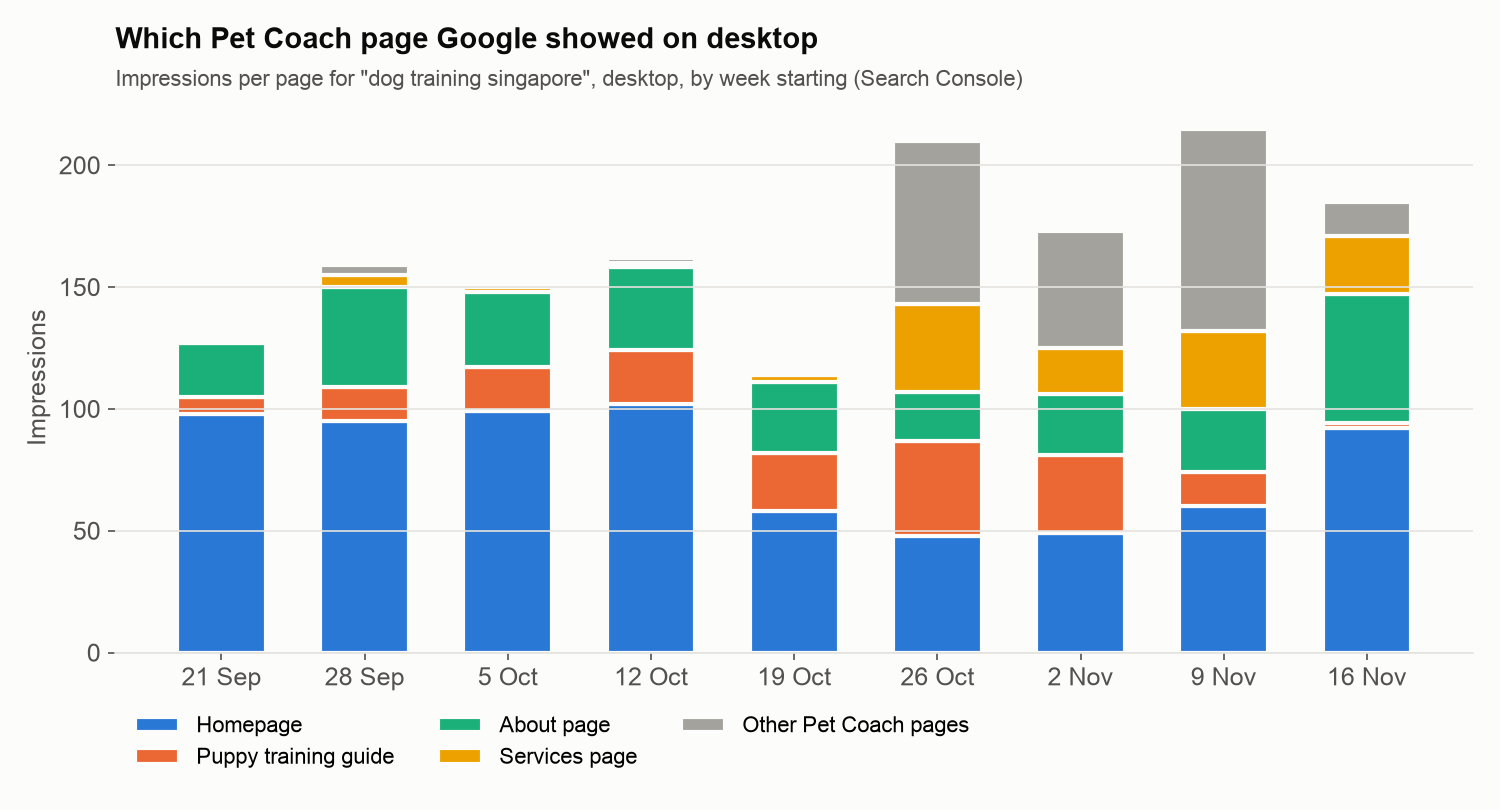 Which Pet Coach page Google showed on desktop
Impressions per page for "dog training singapore", desktop, by week starting (Search Console)
Impressions
200
150
100
50
0
21 Sep
28 Sep
5 Oct
12 Oct
19 Oct
26 Oct
2 Nov
9 Nov
16 Nov
Homepage
Puppy training guide
About page
Services page
Other Pet Coach pages